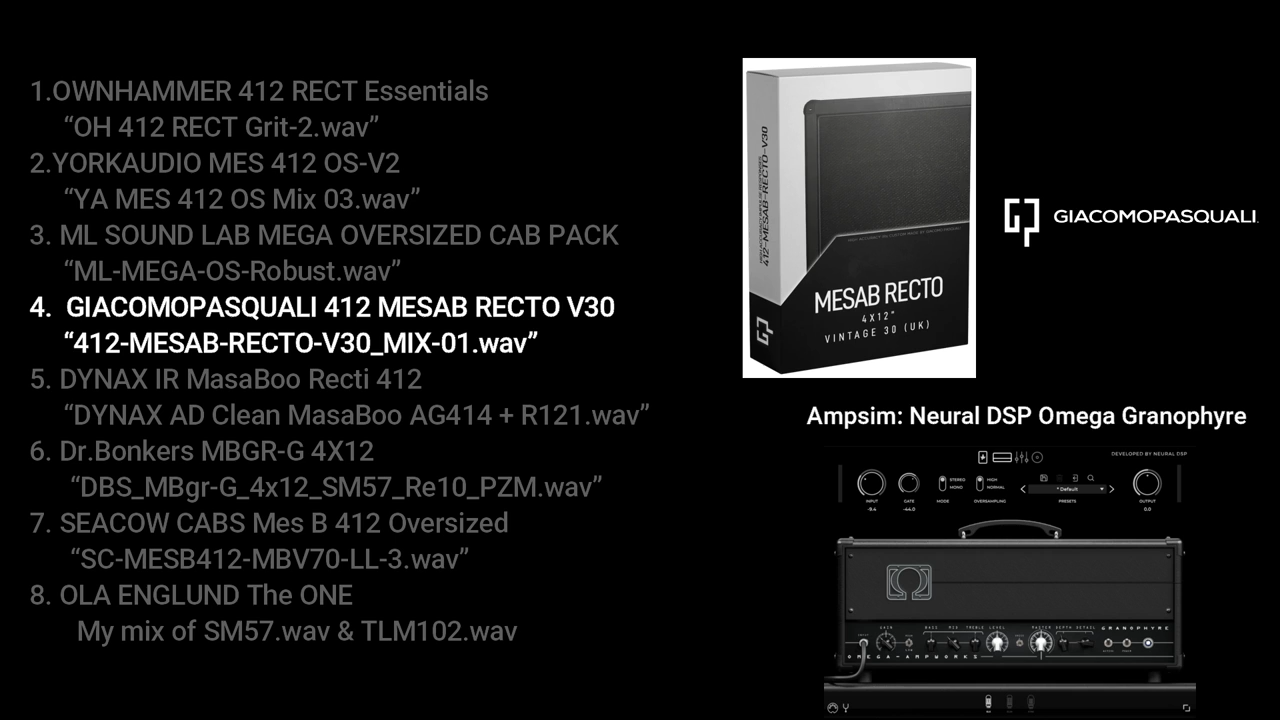 1.OWNHAMMER 412 RECT Essentials
“OH 412 RECT Grit-2.wav”
2.YORKAUDIO MES 412 OS-V2
“YA MES 412 OS Mix 03.wav”
3. ML SOUND LAB MEGA OVERSIZED CAB PACK
“ML-MEGA-OS-Robust.wav”
4. GIACOMOPASQUALI 412 MESAB RECTO V30
“412-MESAB-RECTO-V30_MIX-01.wav”
5. DYNAX IR MasaBoo Recti 412
“DYNAX AD Clean MasaBoo AG414 + R121.wav”
6. Dr.Bonkers MBGR-G 4X12
“DBS_MBgr-G_4x12_SM57_Re10_PZM.wav”
7. SEACOW CABS Mes B 412 Oversized
“SC-MESB412-MBV70-LL-3.wav”
8. OLA ENGLUND The ONE
My mix of SM57.wav & TLM102.wav
412-MESAB-RECTO-V30
MESAB RECTO
4X12"
VINTAGE 30 (UK)
GIACOMOPASQUALI
Ampsim: Neural DSP Omega Granophyre
DEVELOPED BY NEURAL DSP
STEREO
MONO
HIGH
NORMAL
* Default
INPUT
GATE
MODE
OVERSAMPLING
PRESETS
OUTPUT
-9.4
-44.0
0.0
GRANOPHYRE
GAIN
BASS
MID
TREBLE
LEVEL
MASTER
DEPTH
DETAIL
OMEGA-AMPWORKS